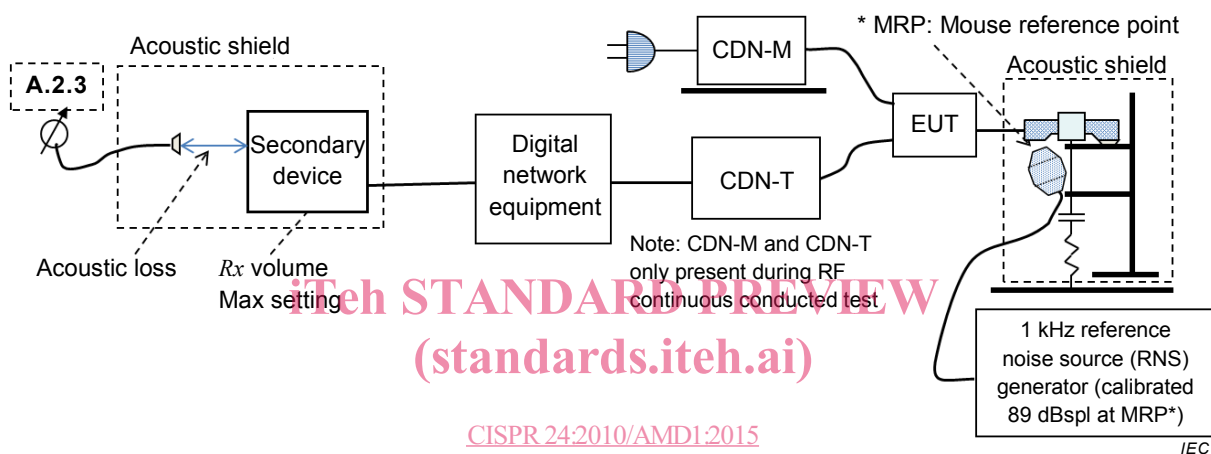 * MRP: Mouse reference point
Acoustic shield
CDN-M
Acoustic shield
A.2.3
EUT
Secondary
device
Digital
network
equipment
CDN-T
Acoustic loss
Rx volume
Max setting
Note: CDN-M and CDN-T
only present during RF
continuous conducted test
iTeh STANDARD PREVIEW
(standards.iteh.ai)
1 kHz reference
noise source (RNS)
generator (calibrated
89 dBspl at MRP*)
CISPR 24:2010/AMD1:2015
IEC